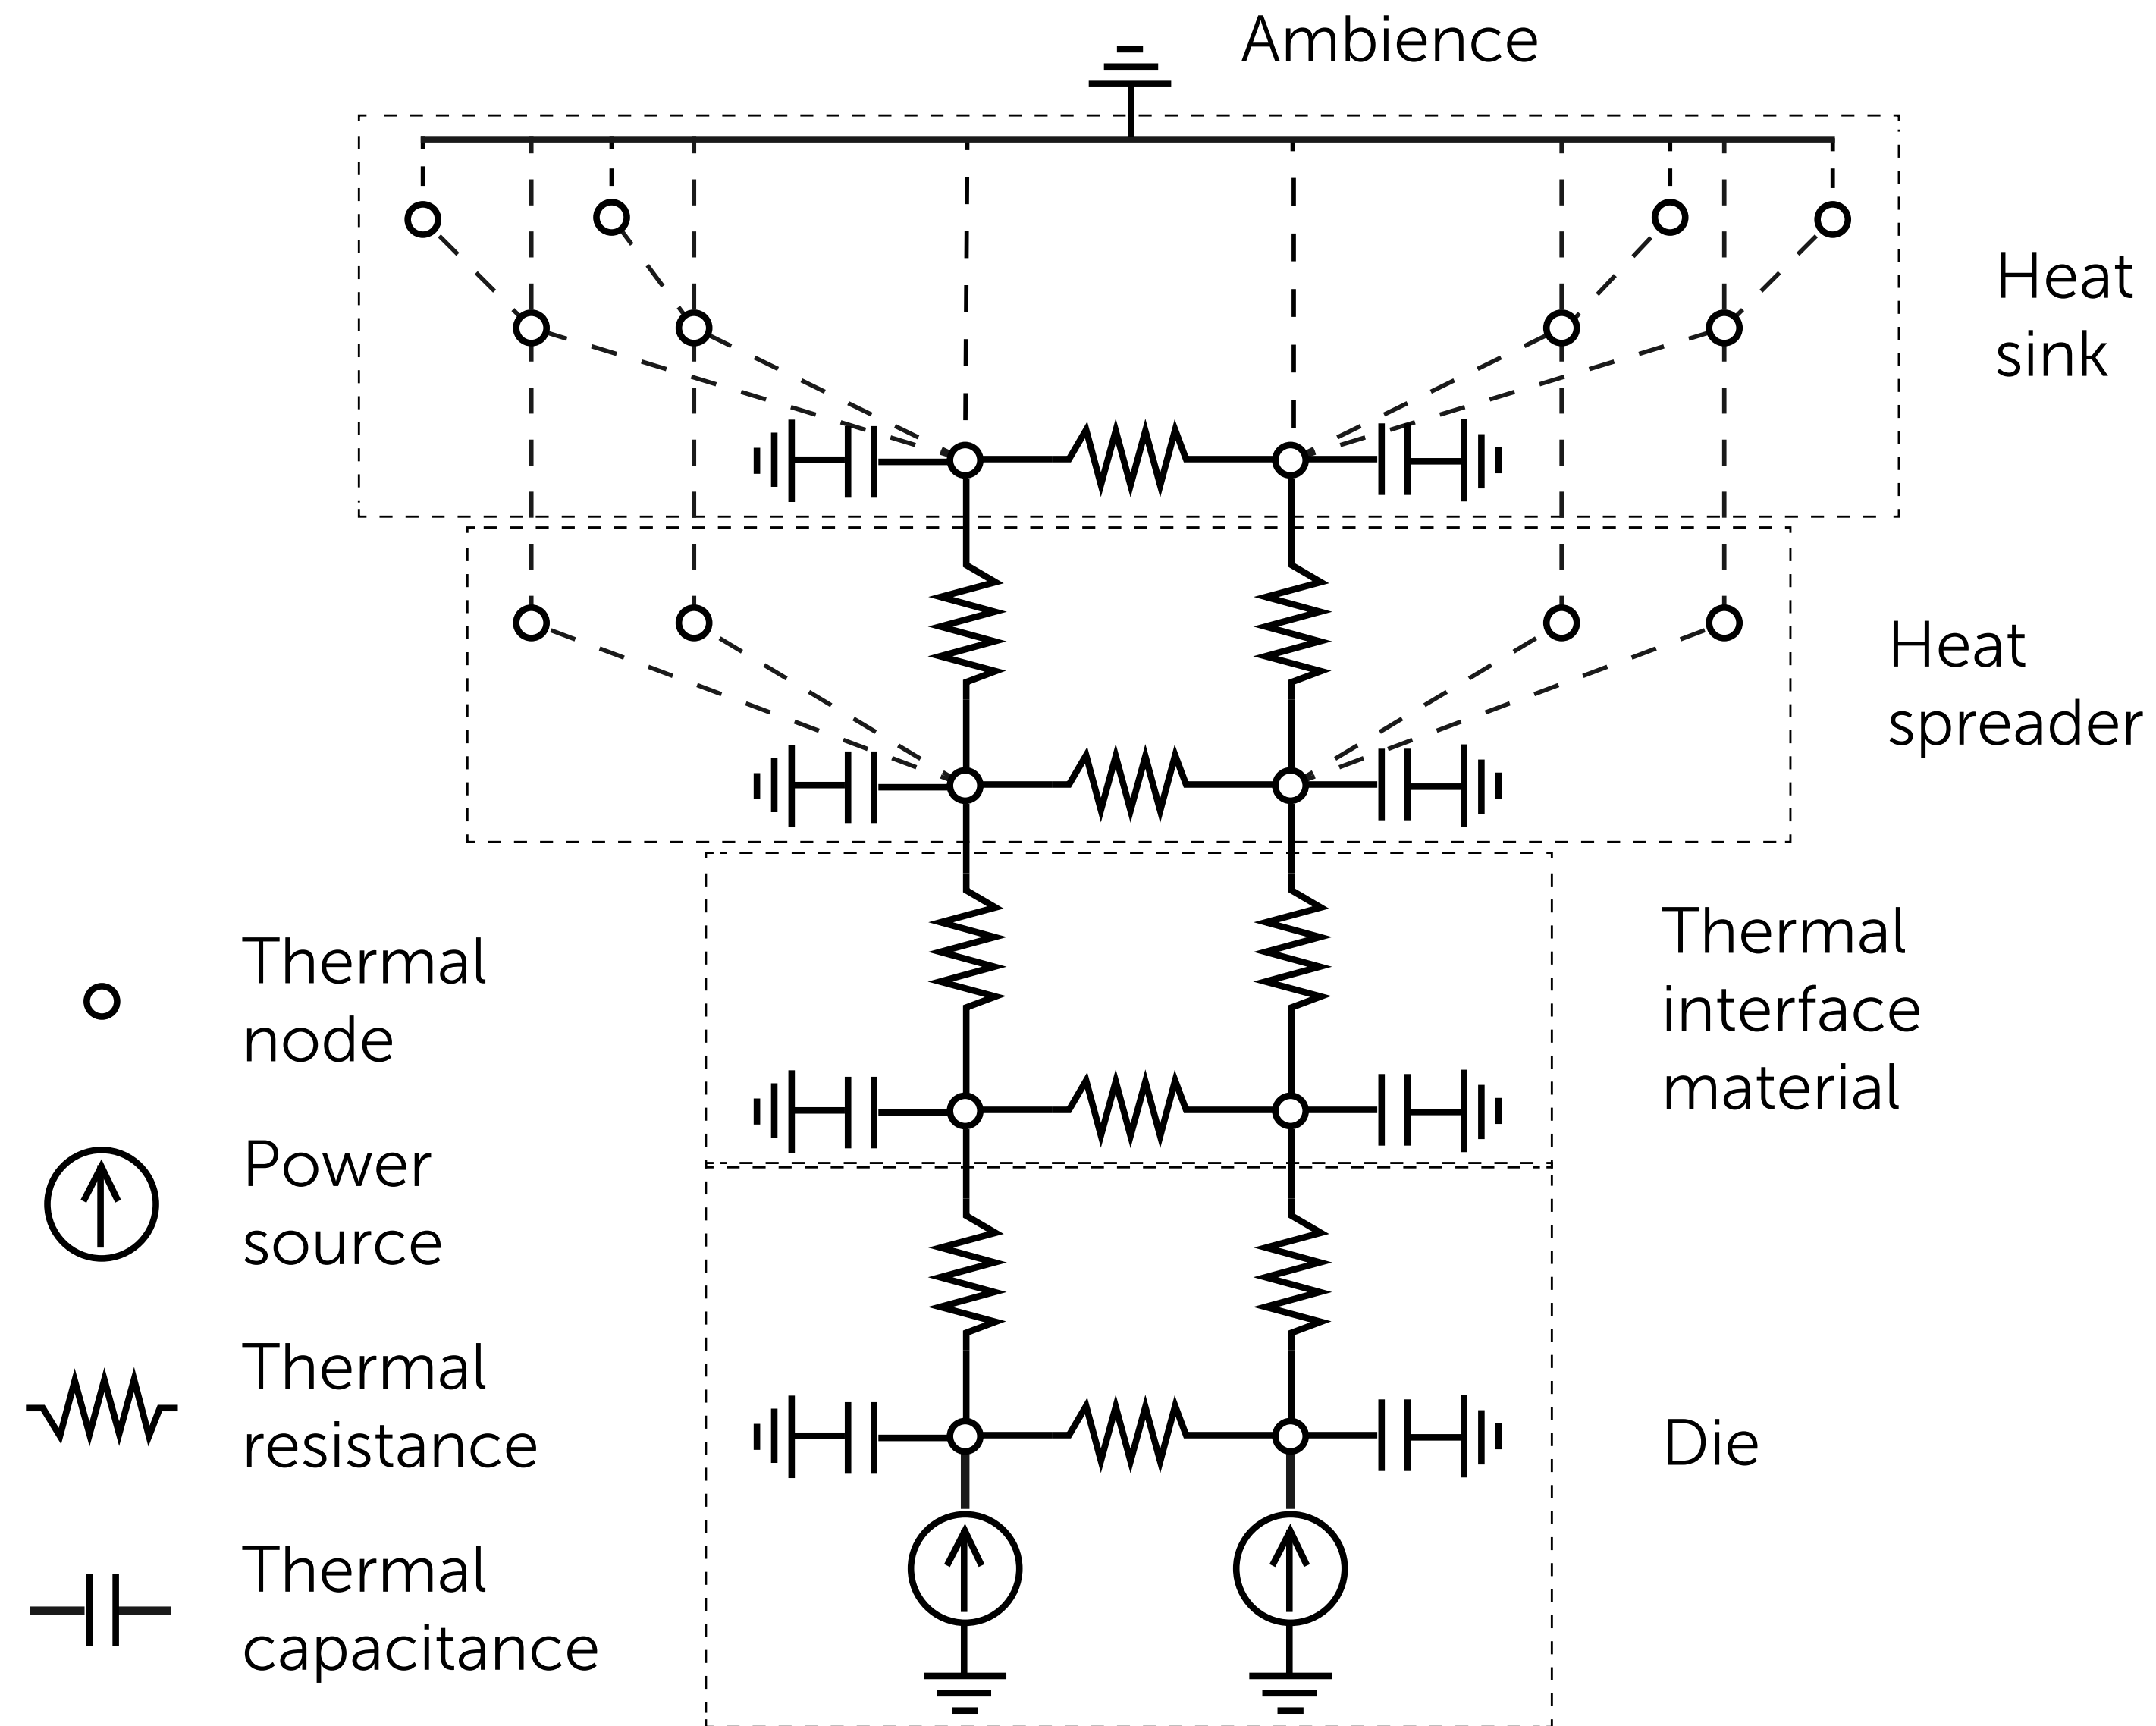 Ambience
Heat
sink
Heat
spreader
Thermal
interface
material
Die
Thermal
node
Power
source
Thermal
resistance
Thermal
capacitance